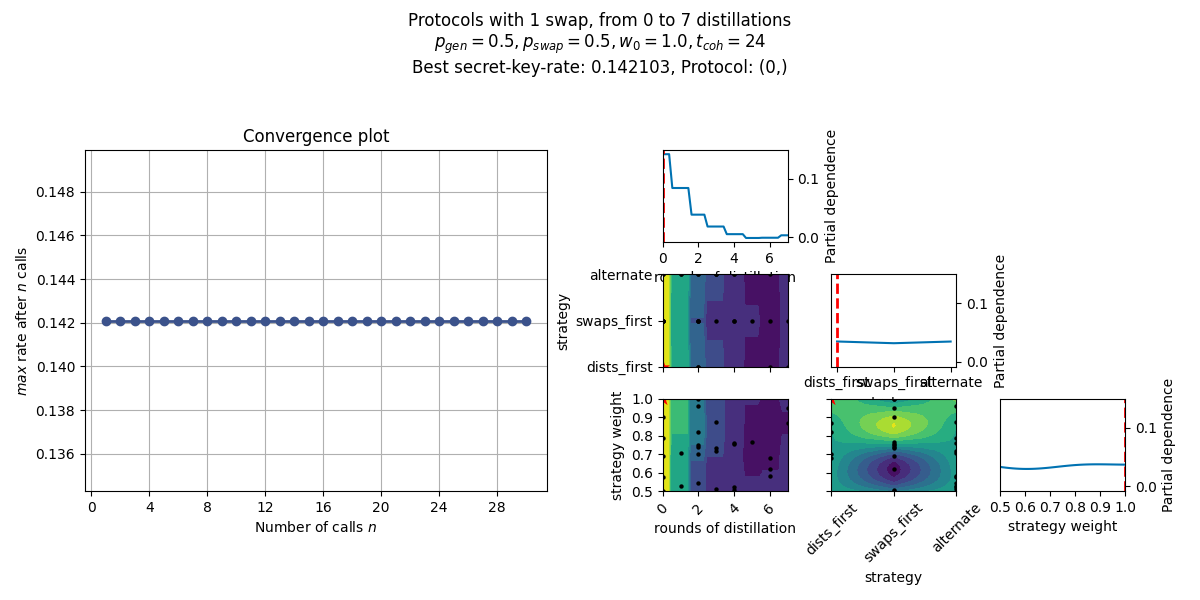 Protocols with 1 swap, from 0 to 7 distillations
p_gen = 0.5, p_swap = 0.5, w_0 = 1.0, t_coh = 24
Best secret-key-rate: 0.142103, Protocol: (0,)
Convergence plot
0.148
0.146
0.144
0.142
0.140
0.138
0.136
max rate after n calls
0 4 8 12 16 20 24 28
Number of calls n
0.1
0.0
Partial dependence
0 2 4 6
rounds of distillation
alternate
swaps_first
dists_first
strategy
0.1
0.0
Partial dependence
dists_first swaps_first alternate
1.0
0.9
0.8
0.7
0.6
0.5
strategy weight
0 2 4 6
rounds of distillation
dists_first swaps_first alternate
strategy
0.1
0.0
Partial dependence
0.5 0.6 0.7 0.8 0.9 1.0
strategy weight